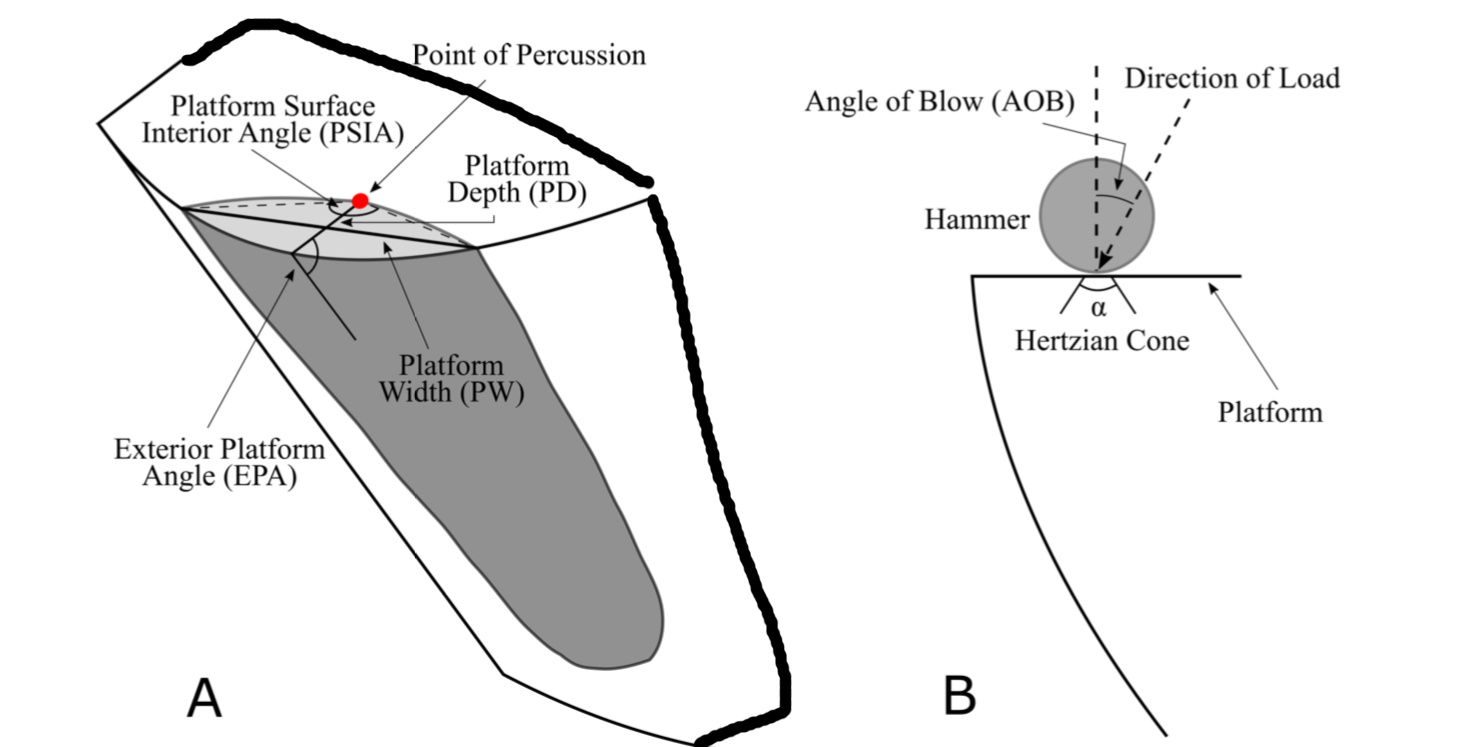 Point of Percussion
Platform Surface
Interior Angle (PSIA)
Platform
Depth (PD)
Platform
Width (PW)
Exterior Platform
Angle (EPA)
A
Angle of Blow (AOB)
Direction of Load
Hammer
α
Hertzian Cone
Platform
B